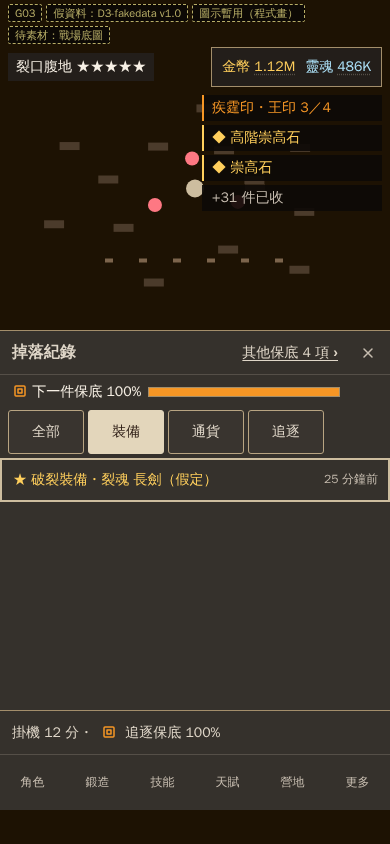 G03 假資料：D3-fakedata v1.0 圖示暫用（程式畫）
待素材：戰場底圖
裂口腹地 ★★★★★
金幣 1.12M 靈魂 486K
疾霆印・王印 3／4
◆ 高階崇高石
◆ 崇高石
+31 件已收
掉落紀錄
其他保底 4 項 ›
×
下一件保底 100%
全部 裝備 通貨 追逐
★ 破裂裝備・裂魂 長劍（假定）
25 分鐘前
掛機 12 分・ 追逐保底 100%
角色 鍛造 技能 天賦 營地 更多